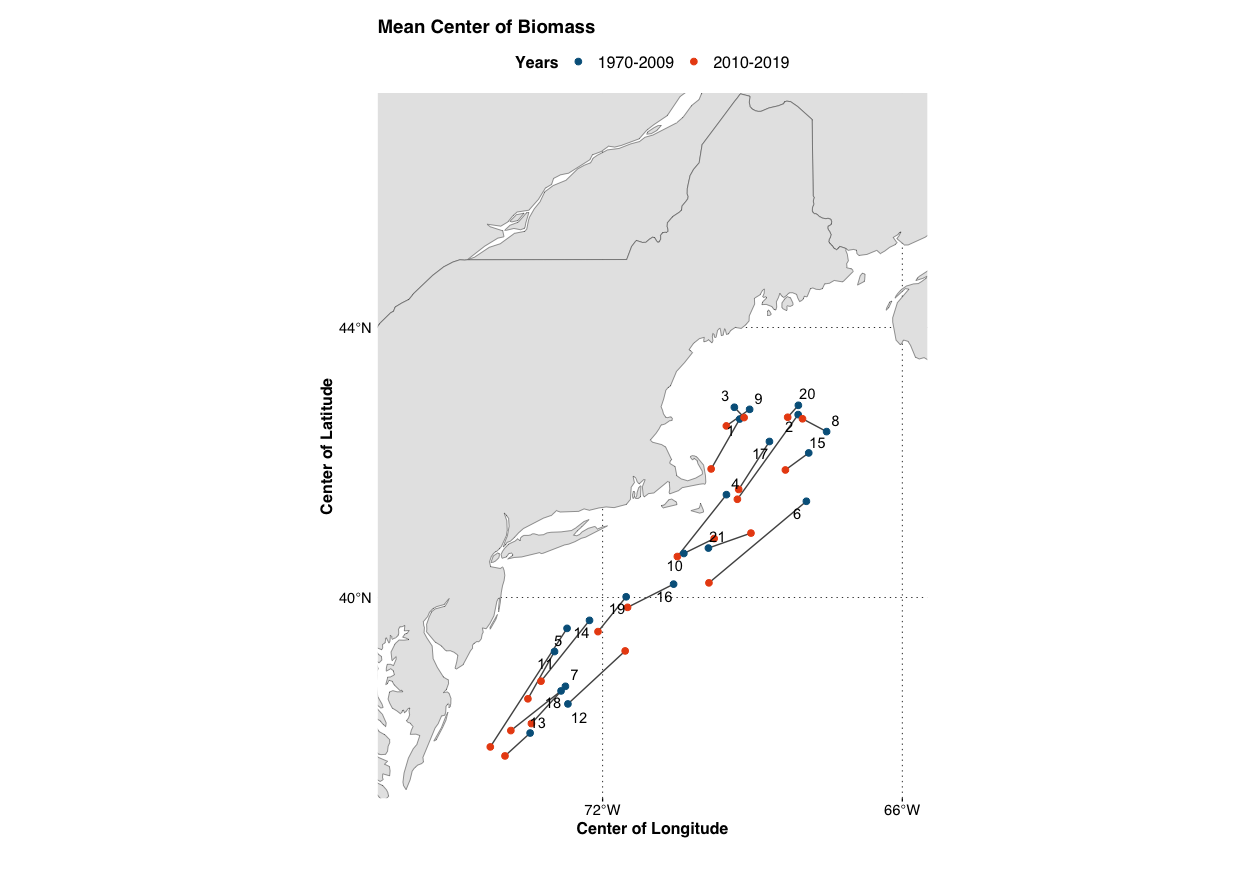 Mean Center of Biomass
Years 1970-2009 2010-2019
Center of Latitude
44°N
40°N
3
9
20
1
2
8
15
17
4
6
21
10
16
19
14
5
11
7
18
12
13
72°W
66°W
Center of Longitude